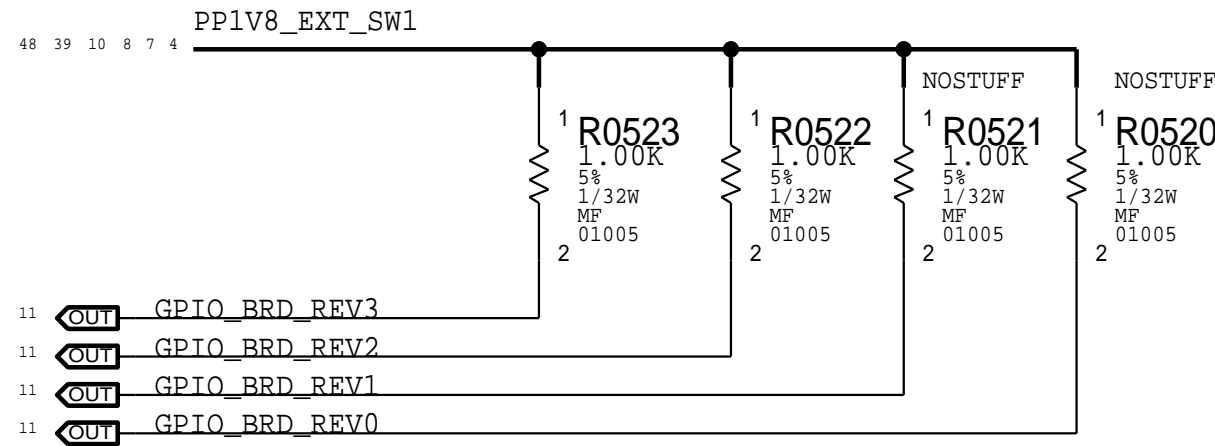 PP1V8_EXT_SW1
48 39 10 8 7 4
NOSTUFF
NOSTUFF
1
R0523
1.00K
5%
1/32W
MF
01005
2
1
R0522
1.00K
5%
1/32W
MF
01005
2
1
R0521
1.00K
5%
1/32W
MF
01005
2
1
R0520
1.00K
5%
1/32W
MF
01005
2
11 OUT GPIO_BRD_REV3
11 OUT GPIO_BRD_REV2
11 OUT GPIO_BRD_REV1
11 OUT GPIO_BRD_REV0